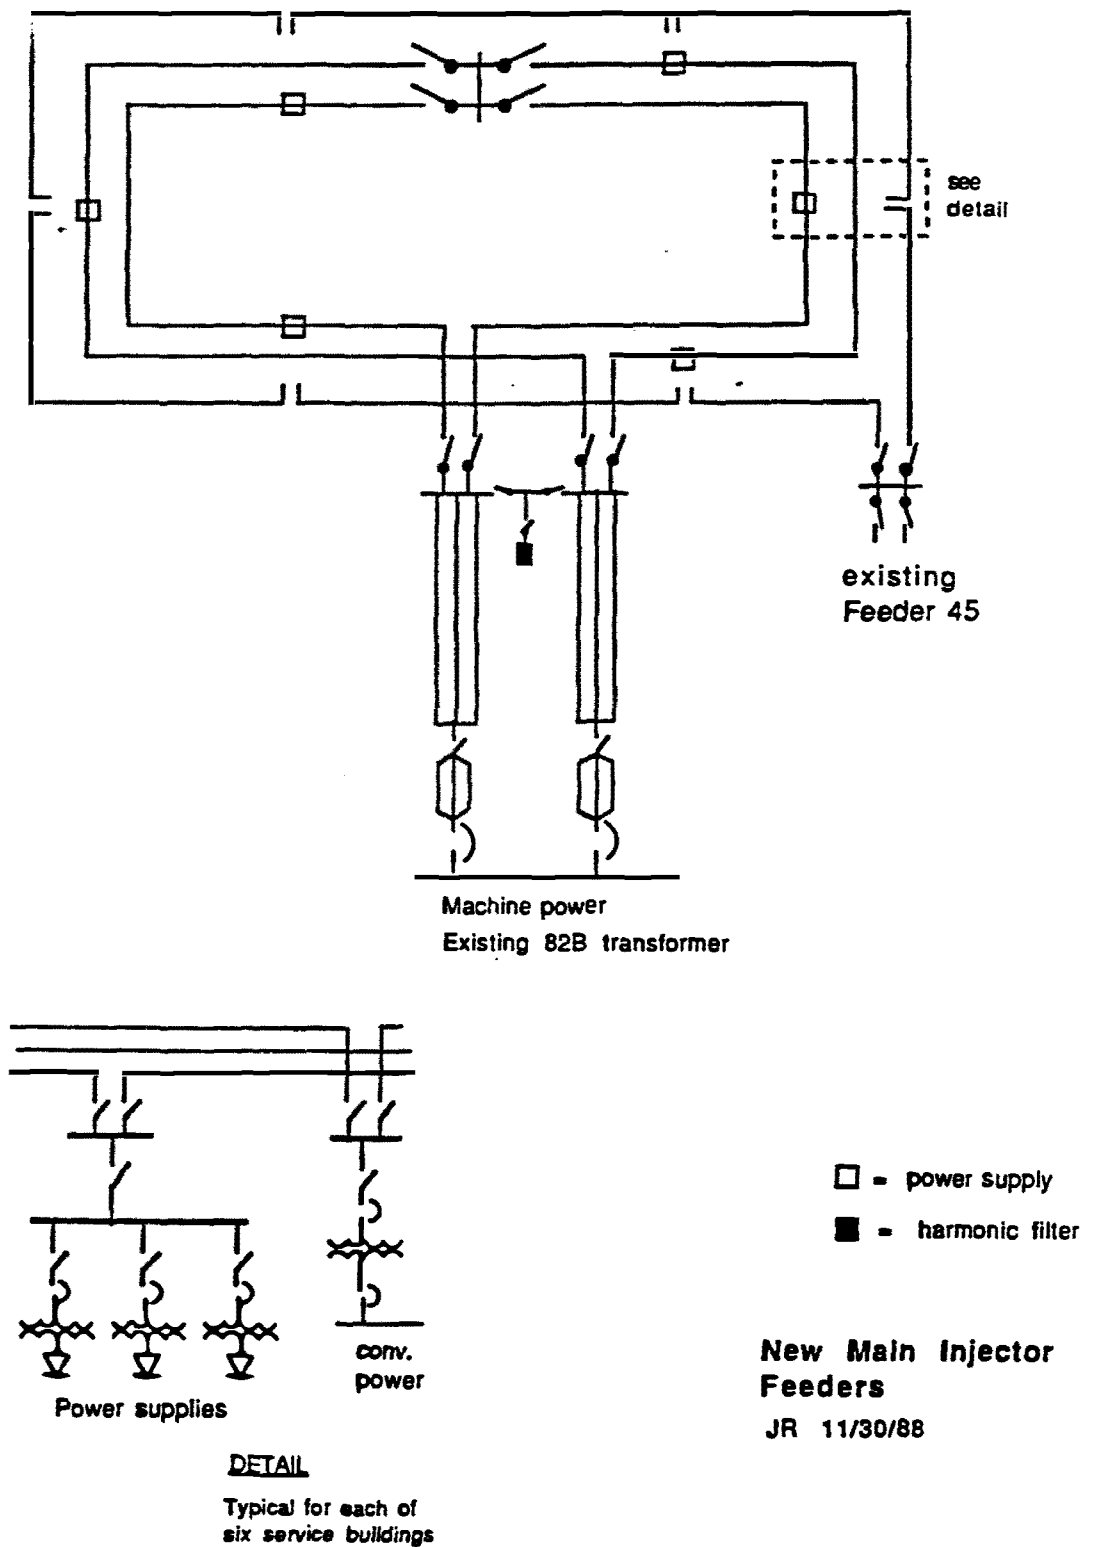 see
detail
existing
Feeder 45
Machine power
Existing 82B transformer
= power supply
= harmonic filter
conv.
power
Power supplies
New Main Injector
Feeders
JR 11/30/88
DETAIL
Typical for each of
six service buildings